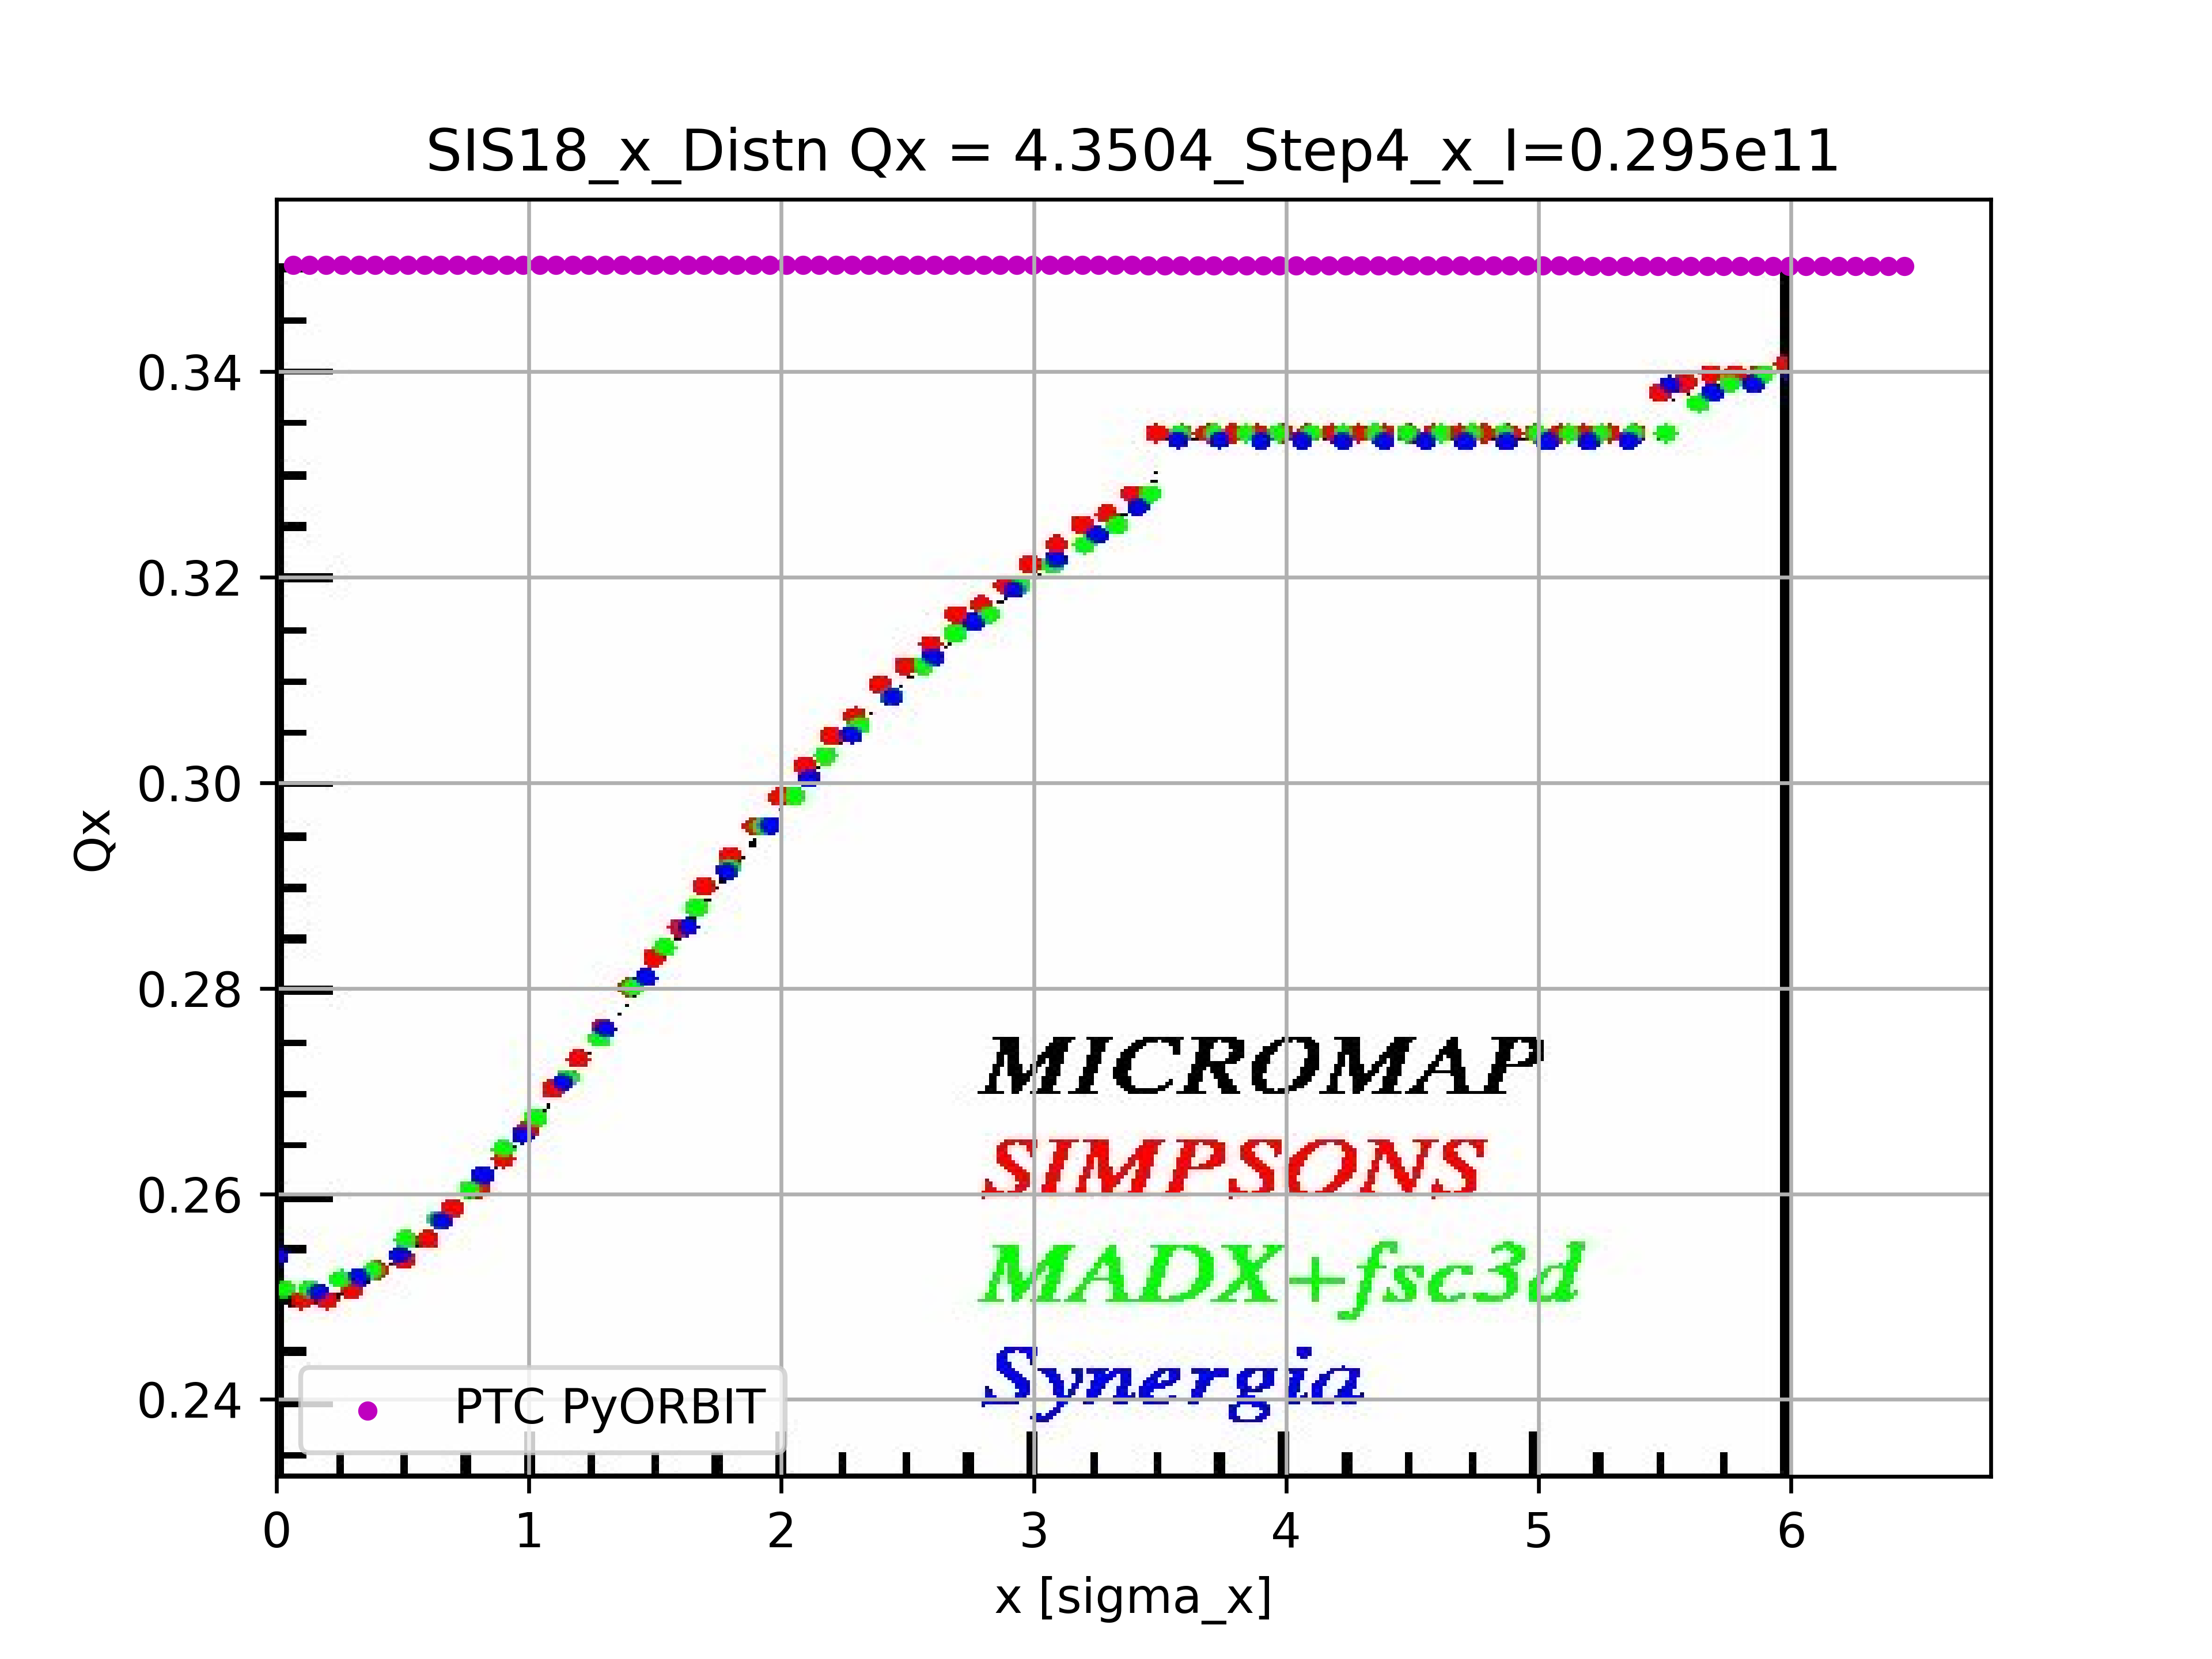 SIS18_x_Distn Qx = 4.3504_Step4_x_I=0.295e11
0.34
0.32
0.30
0.28
0.26
0.24
Qx
MICROMAP
SIMPSONS
MADX+fsc3d
Synergia
PTC PyORBIT
0 1 2 3 4 5 6
x [sigma_x]